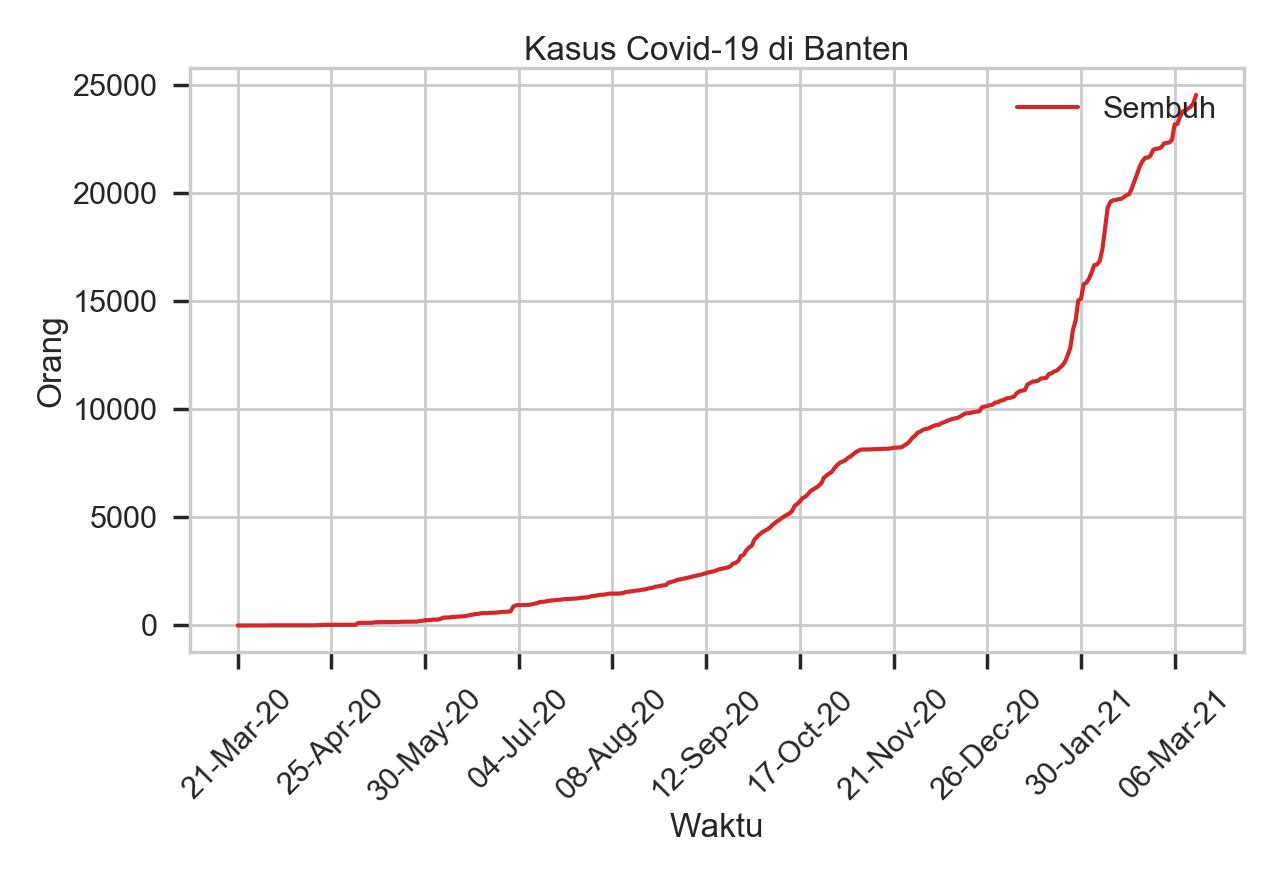 Kasus Covid-19 di Banten
Sembuh
25000
20000
15000
10000
5000
0
Orang
21-Mar-20
25-Apr-20
30-May-20
04-Jul-20
08-Aug-20
12-Sep-20
17-Oct-20
21-Nov-20
26-Dec-20
30-Jan-21
06-Mar-21
Waktu